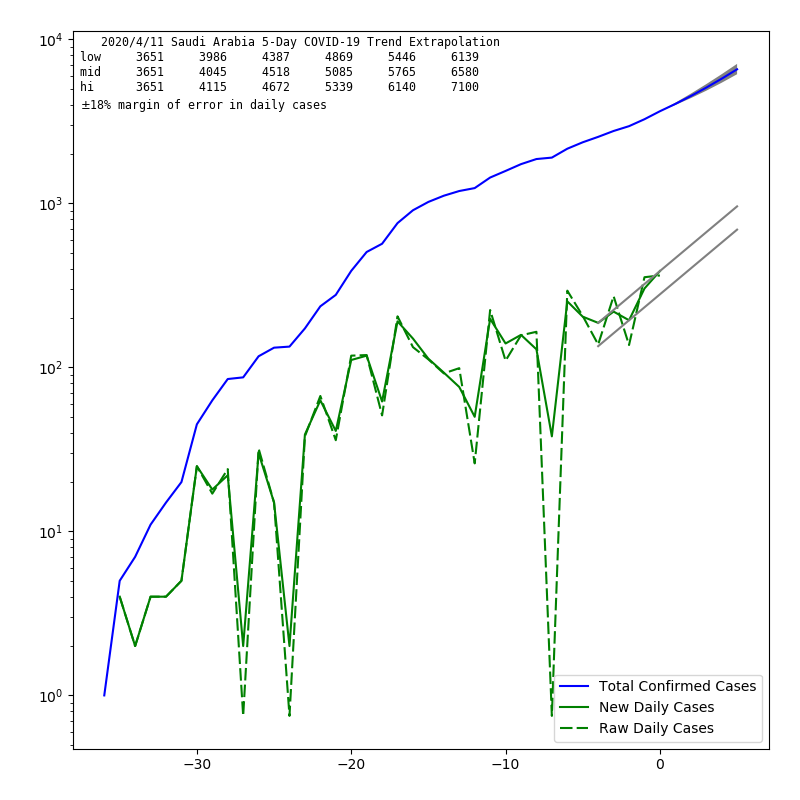 2020/4/11 Saudi Arabia 5-Day COVID-19 Trend Extrapolation
low 3651 3986 4387 4869 5446 6139
mid 3651 4045 4518 5085 5765 6580
hi 3651 4115 4672 5339 6140 7100
±18% margin of error in daily cases
10⁴
10³
10²
10¹
10⁰
Total Confirmed Cases
New Daily Cases
Raw Daily Cases
−30 −20 −10 0